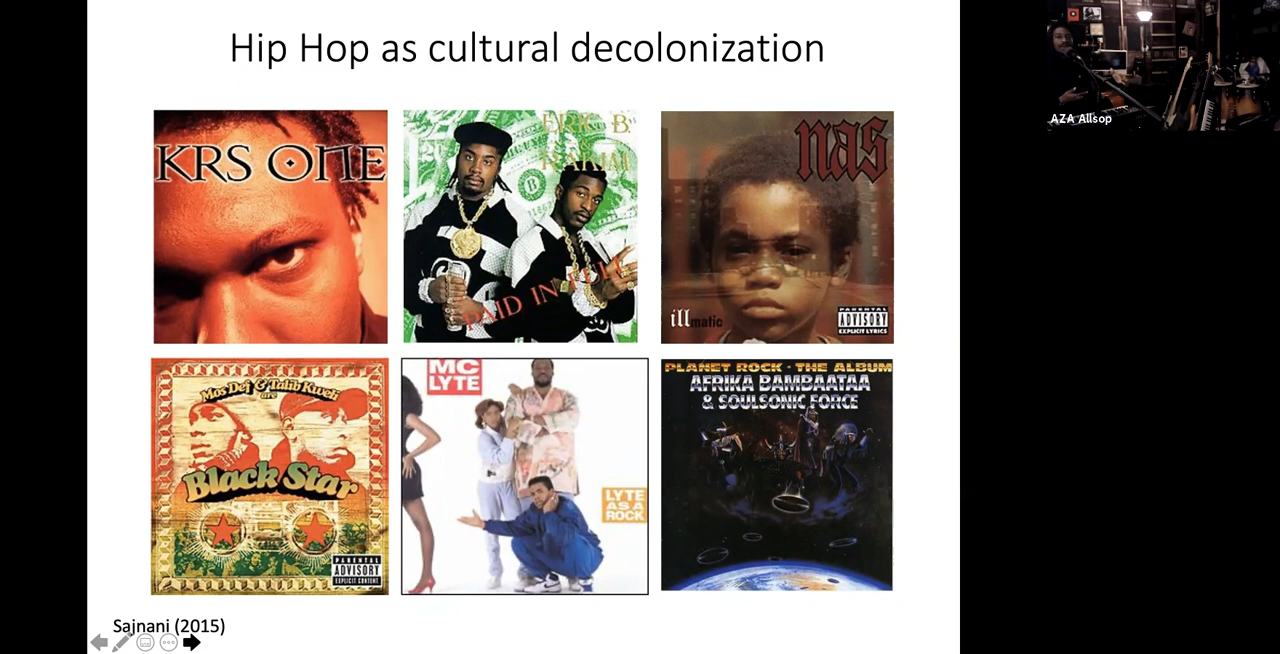 Hip Hop as cultural decolonization
AZA Allsop
KRS ONE
ERIC B.
& RAKIM
PAID IN FULL
B
nas
illmatic
PARENTAL
ADVISORY
EXPLICIT LYRICS
Mos Def & Talib Kweli
are
Black Star
PARENTAL
ADVISORY
EXPLICIT CONTENT
MC
LYTE
LYTE
AS A
ROCK
PLANET ROCK · THE ALBUM
AFRIKA BAMBAATAA
& SOULSONIC FORCE
Sajnani (2015)